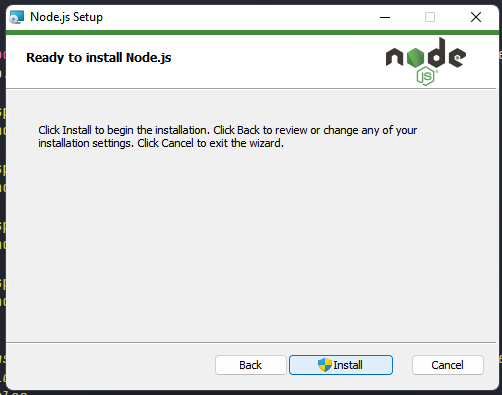 Node.js Setup
Ready to install Node.js
node
JS
Click Install to begin the installation. Click Back to review or change any of your
installation settings. Click Cancel to exit the wizard.
Back
Install
Cancel